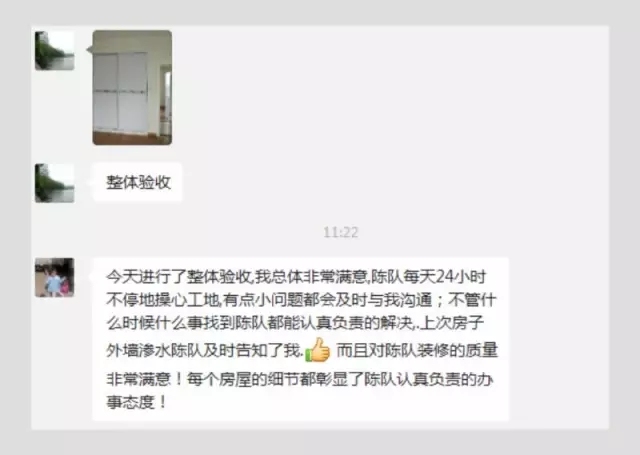 整体验收
11:22
今天进行了整体验收,我总体非常满意,陈队每天24小时
不停地操心工地,有点小问题都会及时与我沟通；不管什
么时候什么事找到陈队都能认真负责的解决,.上次房子
外墙渗水陈队及时告知了我.👍而且对陈队装修的质量
非常满意！每个房屋的细节都彰显了陈队认真负责的办
事态度！